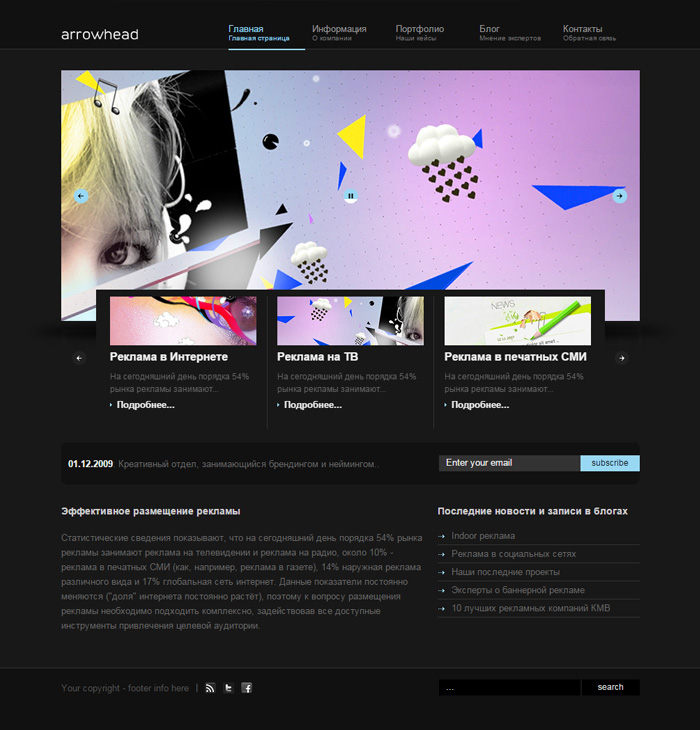 arrowhead
Главная
Главная страница
Информация
О компании
Портфолио
Наши кейсы
Блог
Мнение экспертов
Контакты
Обратная связь
NEWS
Реклама в Интернете
На сегодняшний день порядка 54%
рынка рекламы занимают...
Подробнее...
Реклама на ТВ
На сегодняшний день порядка 54%
рынка рекламы занимают...
Подробнее...
Реклама в печатных СМИ
На сегодняшний день порядка 54%
рынка рекламы занимают...
Подробнее...
01.12.2009 Креативный отдел, занимающийся брендингом и неймингом..
Enter your email
subscribe
Эффективное размещение рекламы
Статистические сведения показывают, что на сегодняшний день порядка 54% рынка
рекламы занимают реклама на телевидении и реклама на радио, около 10% -
реклама в печатных СМИ (как, например, реклама в газете), 14% наружная реклама
различного вида и 17% глобальная сеть интернет. Данные показатели постоянно
меняются ("доля" интернета постоянно растёт), поэтому к вопросу размещения
рекламы необходимо подходить комплексно, задействовав все доступные
инструменты привлечения целевой аудитории.
Последние новости и записи в блогах
Indoor реклама
Реклама в социальных сетях
Наши последние проекты
Эксперты о баннерной рекламе
10 лучших рекламных компаний КМВ
Your copyright - footer info here |
...
search